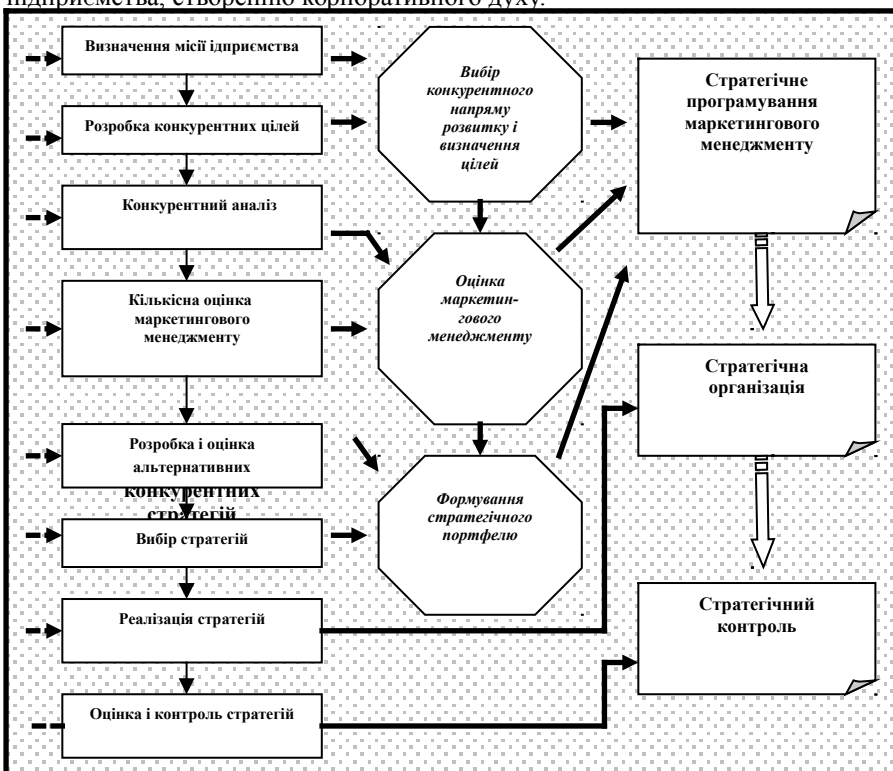 підприємства, створенню корпоративного духу.
Визначення місії ідприємства
Розробка конкурентних цілей
Конкурентний аналіз
Кількісна оцінка
маркетингового
менеджменту
Розробка і оцінка
альтернативних
конкурентних
стратегій
Вибір стратегій
Реалізація стратегій
Оцінка і контроль стратегій
Вибір
конкурентного
напряму
розвитку і
визначення
цілей
Оцінка
маркетин-
гового
менеджменту
Формування
стратегічного
портфелю
Стратегічне
програмування
маркетингового
менеджменту
Стратегічна
організація
Стратегічний
контроль